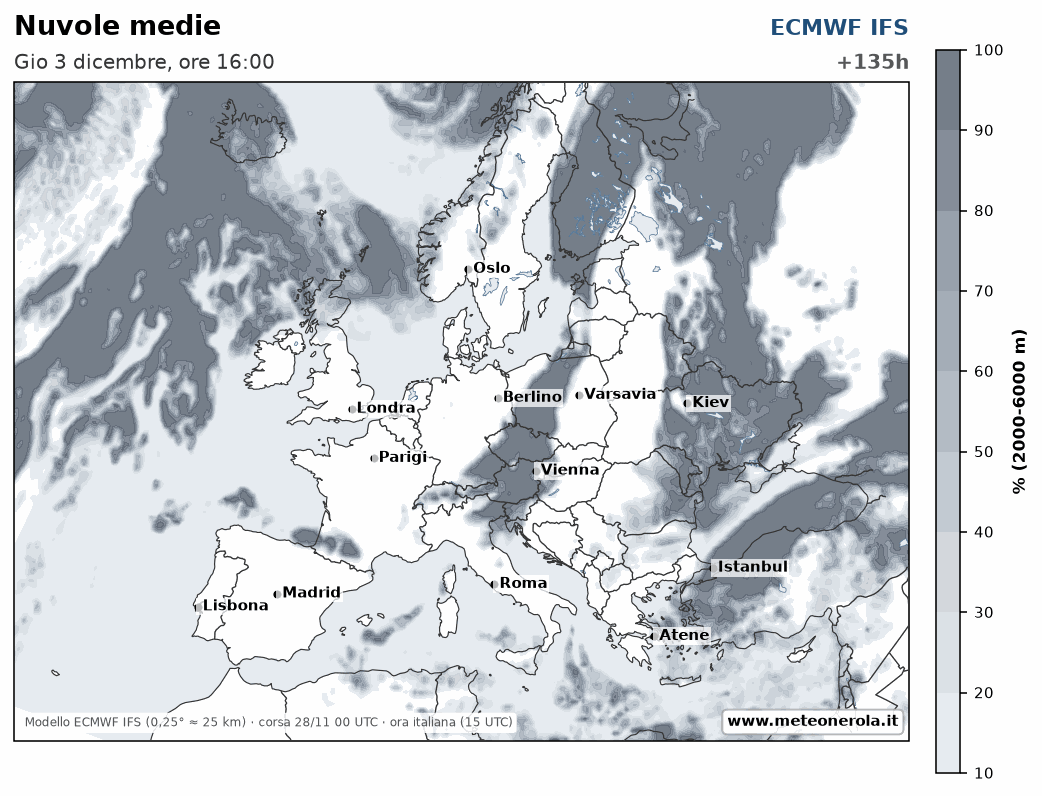 Nuvole medie
ECMWF IFS
Gio 3 dicembre, ore 16:00
+135h
100
90
80
70
60
50
40
30
20
10
% (2000-6000 m)
Oslo
Londra
Berlino
Varsavia
Kiev
Parigi
Vienna
Istanbul
Roma
Madrid
Lisbona
Atene
Modello ECMWF IFS (0,25° ≈ 25 km) · corsa 28/11 00 UTC · ora italiana (15 UTC)
www.meteonerola.it